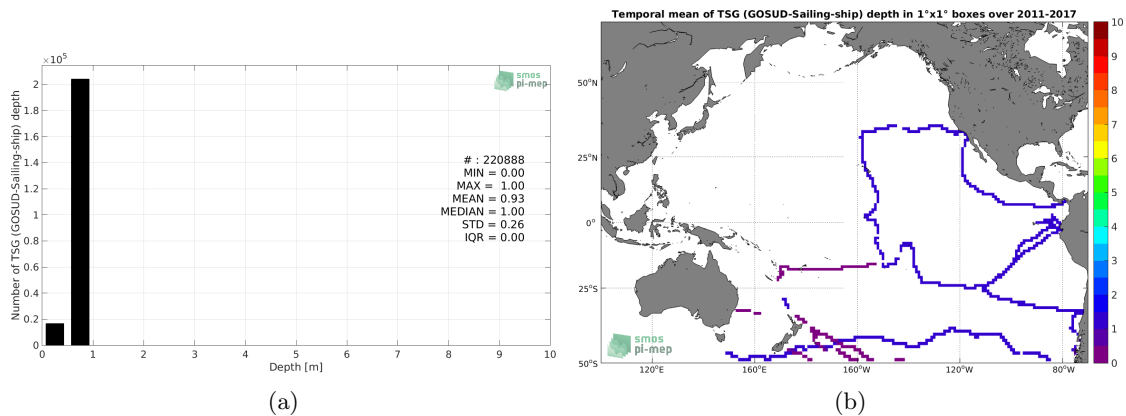 ×10^5
2
1.8
1.6
1.4
1.2
1
0.8
0.6
0.4
0.2
0
Number of TSG (GOSUD-Sailing-ship) depth
smos
pi-mep
# : 220888
MIN = 0.00
MAX = 1.00
MEAN = 0.93
MEDIAN = 1.00
STD = 0.26
IQR = 0.00
0 1 2 3 4 5 6 7 8 9 10
Depth [m]
(a)
Temporal mean of TSG (GOSUD-Sailing-ship) depth in 1°x1° boxes over 2011-2017
50°N
25°N
0°
25°S
50°S
120°E 160°E 160°W 120°W 80°W
smos
pi-mep
10
9
8
7
6
5
4
3
2
1
0
(b)